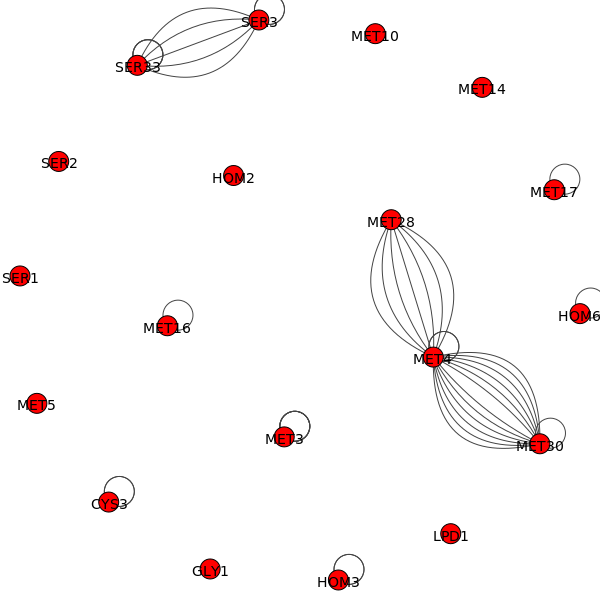 SER3
MET10
SER33
MET14
SER2
HOM2
MET17
MET28
SER1
HOM6
MET16
MET4
MET5
MET3
MET30
CYS3
LPD1
GLY1
HOM3